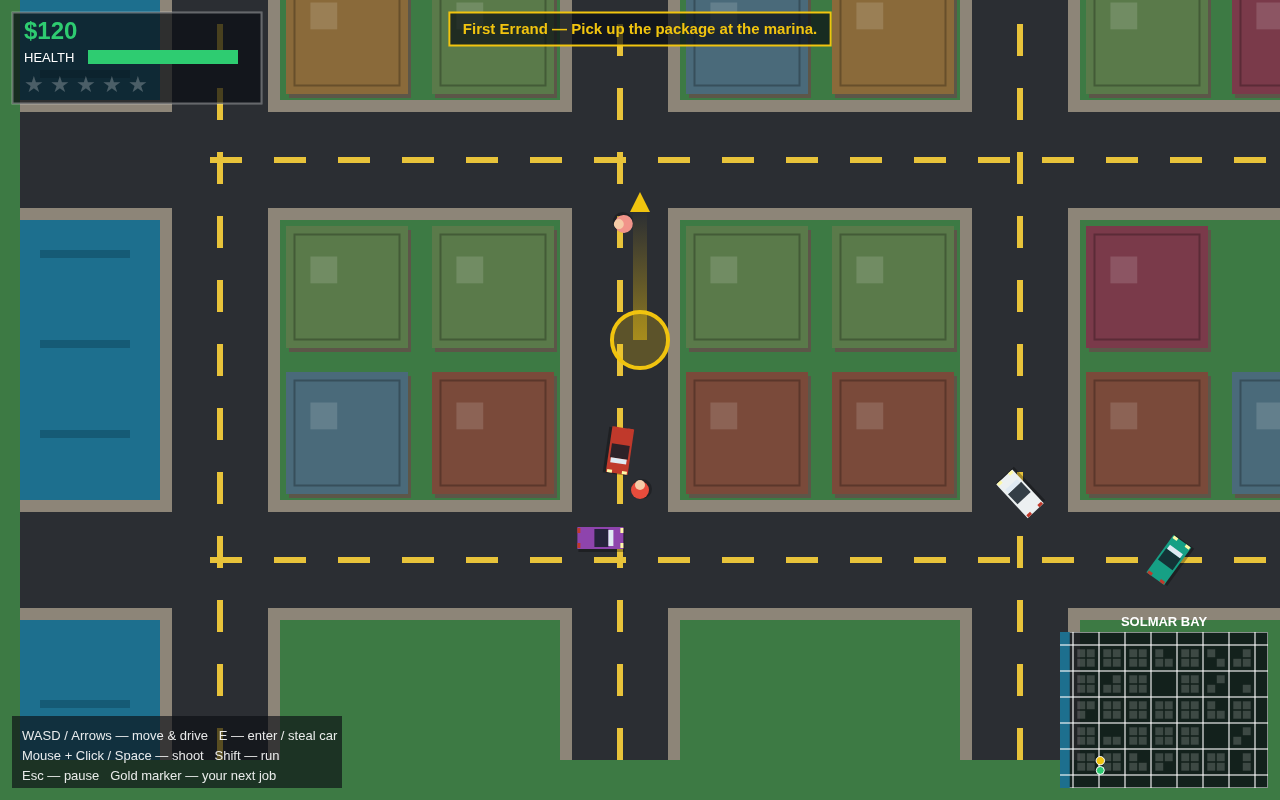 $120
First Errand — Pick up the package at the marina.
HEALTH
SOLMAR BAY
WASD / Arrows — move & drive   E — enter / steal car
Mouse + Click / Space — shoot   Shift — run
Esc — pause   Gold marker — your next job